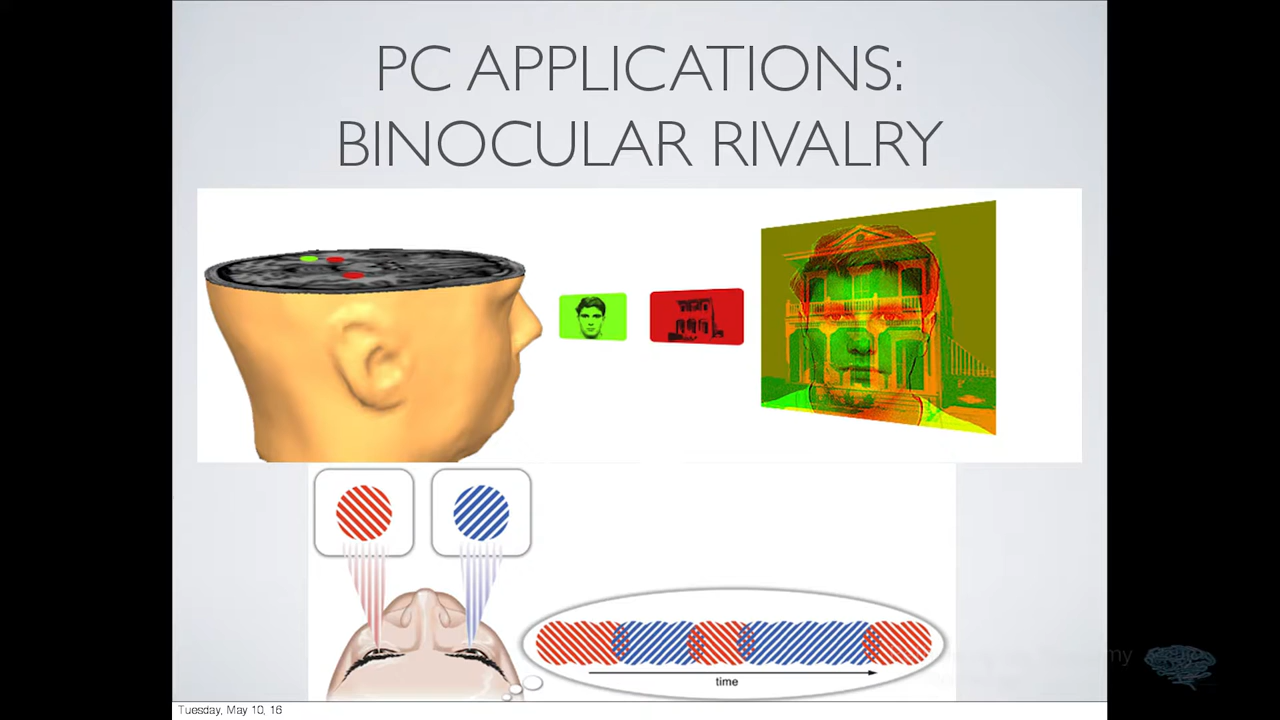 PC APPLICATIONS:
BINOCULAR RIVALRY
time
Tuesday, May 10, 16